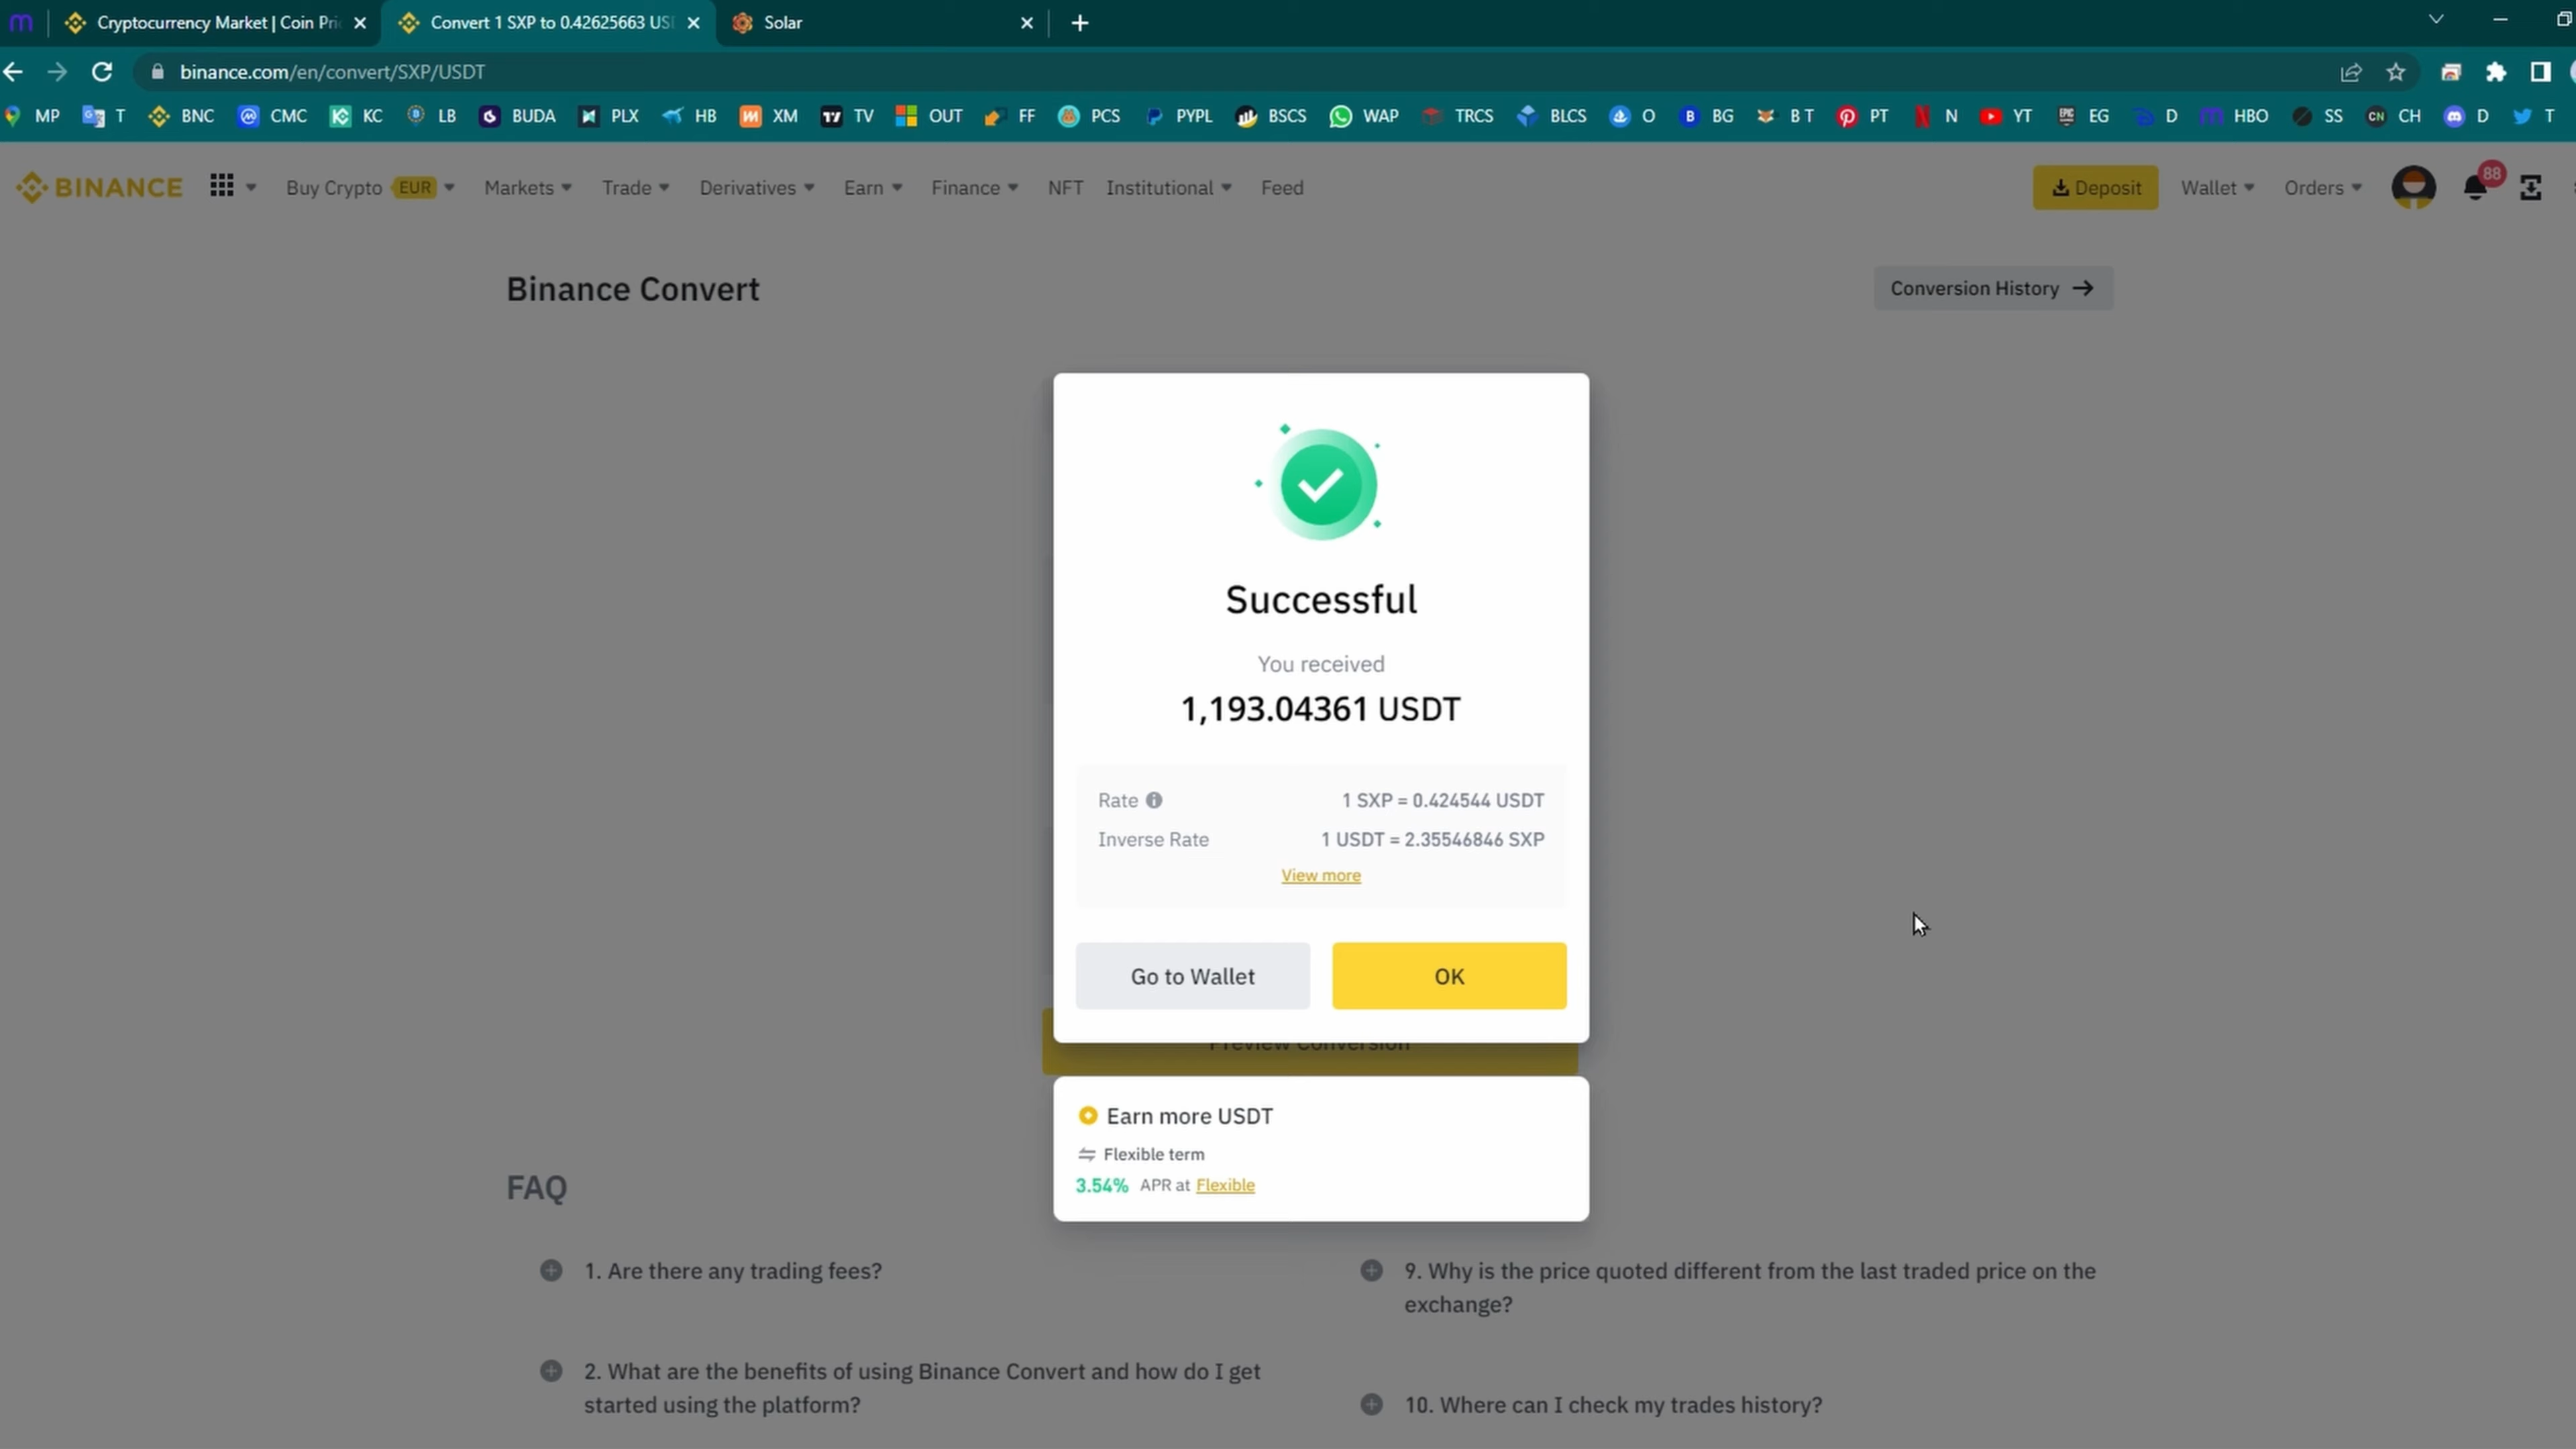 Cryptocurrency Market | Coin Pri
Convert 1 SXP to 0.42625663 USI
Solar
binance.com/en/convert/SXP/USDT
MP T BNC CMC KC LB BUDA PLX HB XM TV OUT FF PCS PYPL BSCS WAP TRCS BLCS O BG B T PT N YT EG D HBO SS CH D T
BINANCE Buy Crypto EUR Markets Trade Derivatives Earn Finance NFT Institutional Feed Deposit Wallet Orders 88
Binance Convert
Conversion History
Successful
You received
1,193.04361 USDT
Rate 1 SXP = 0.424544 USDT
Inverse Rate 1 USDT = 2.35546846 SXP
View more
Go to Wallet OK
Preview Conversion
Earn more USDT
Flexible term
3.54% APR at Flexible
FAQ
1. Are there any trading fees?
2. What are the benefits of using Binance Convert and how do I get
started using the platform?
9. Why is the price quoted different from the last traded price on the
exchange?
10. Where can I check my trades history?